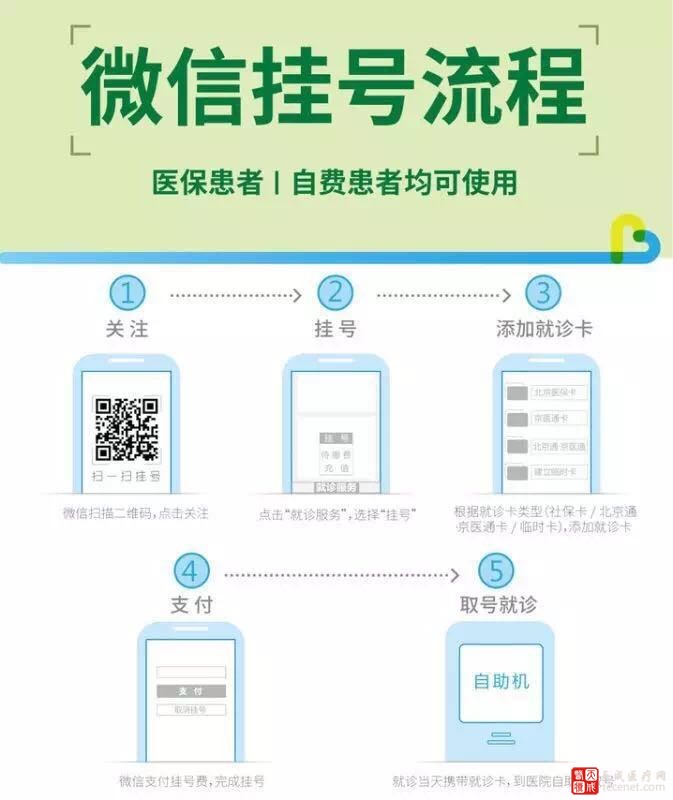 微信挂号流程
医保患者 | 自费患者均可使用
1
2
3
关注
挂号
添加就诊卡
扫一扫挂号
挂号
待缴费
充值
就诊服务
北京医保卡
京医通卡
北京通·京医通
建立临时卡
微信扫描二维码，点击关注
点击“就诊服务”，选择“挂号”
根据就诊卡类型（社保卡 / 北京通
·京医通卡 / 临时卡），添加就诊卡
4
5
支付
取号就诊
支付
取消挂号
自助机
微信支付挂号费，完成挂号
就诊当天携带就诊卡，到医院自助
号
成医疗网
ecenet.com